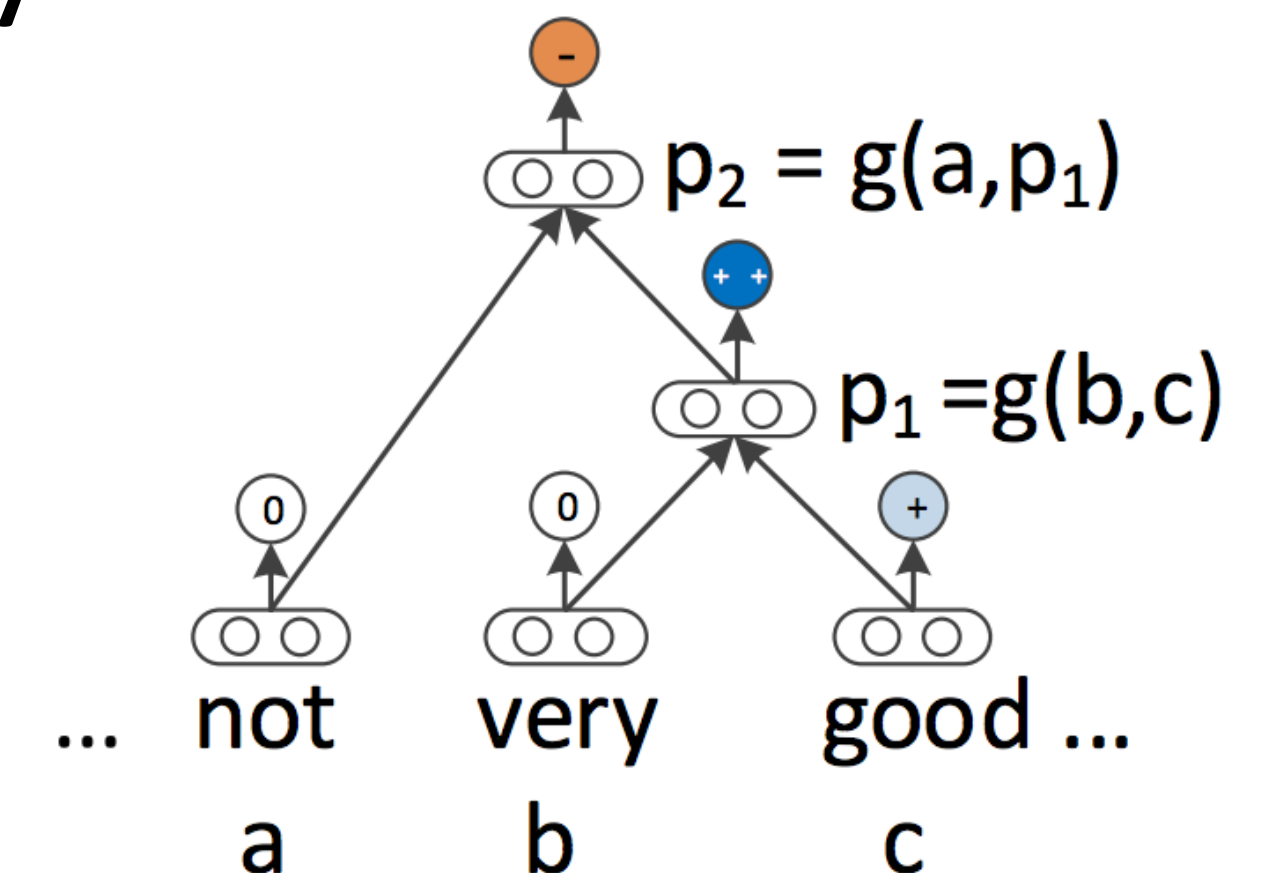 -
p₂ = g(a,p₁)
+ +
p₁ =g(b,c)
0 0 +
... not very good ...
a b c